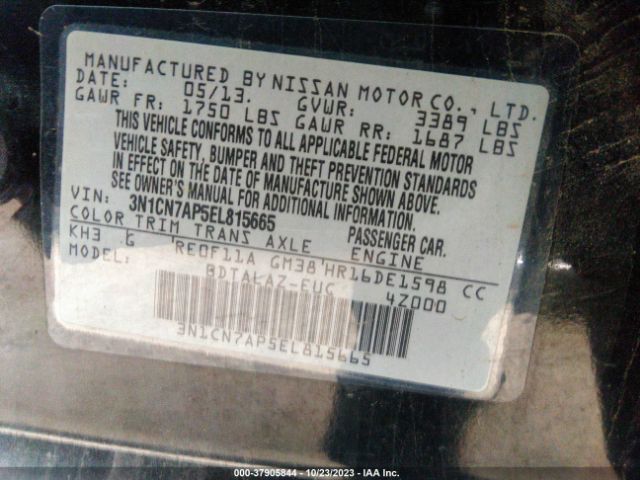 MANUFACTURED BY NISSAN MOTOR CO., LTD.
DATE: 05/13. GVWR: 3389 LBS
GAWR FR: 1750 LBS GAWR RR: 1687 LBS
THIS VEHICLE CONFORMS TO ALL APPLICABLE FEDERAL MOTOR
VEHICLE SAFETY, BUMPER AND THEFT PREVENTION STANDARDS
IN EFFECT ON THE DATE OF MANUFACTURE SHOWN ABOVE.
SEE OWNER'S MANUAL FOR ADDITIONAL INFORMATION.
VIN: 3N1CN7AP5EL815665 PASSENGER CAR.
COLOR TRIM TRANS AXLE ENGINE
KH3 G RE0F11A GM38 HR16DE1598 CC
MODEL: BDTALAZ-EUG 4Z000
3N1CN7AP5EL815665
000-37905844 | 10/23/2023 | IAA Inc.